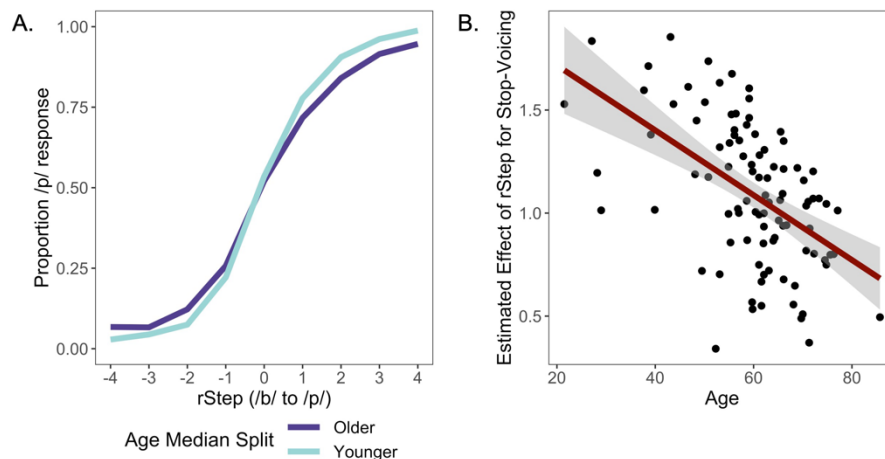 A.
Proportion /p/ response
1.00
0.75
0.50
0.25
0.00
-4 -3 -2 -1 0 1 2 3 4
rStep (/b/ to /p/)
Age Median Split
Older
Younger
B.
Estimated Effect of rStep for Stop-Voicing
1.5
1.0
0.5
20 40 60 80
Age